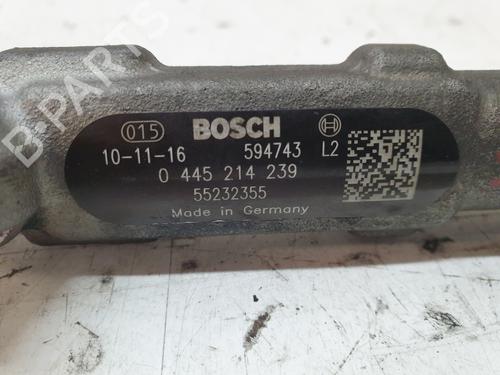 015 BOSCH
10-11-16 594743 L2
0 445 214 239
55232355
Made in Germany
B-PARTS